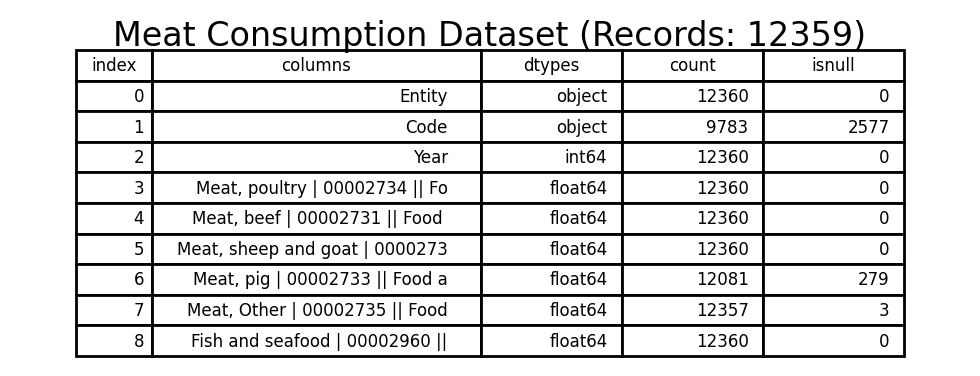 Meat Consumption Dataset (Records: 12359)
index columns dtypes count isnull
0 Entity object 12360 0
1 Code object 9783 2577
2 Year int64 12360 0
3 Meat, poultry | 00002734 || Fo float64 12360 0
4 Meat, beef | 00002731 || Food float64 12360 0
5 Meat, sheep and goat | 0000273 float64 12360 0
6 Meat, pig | 00002733 || Food a float64 12081 279
7 Meat, Other | 00002735 || Food float64 12357 3
8 Fish and seafood | 00002960 || float64 12360 0